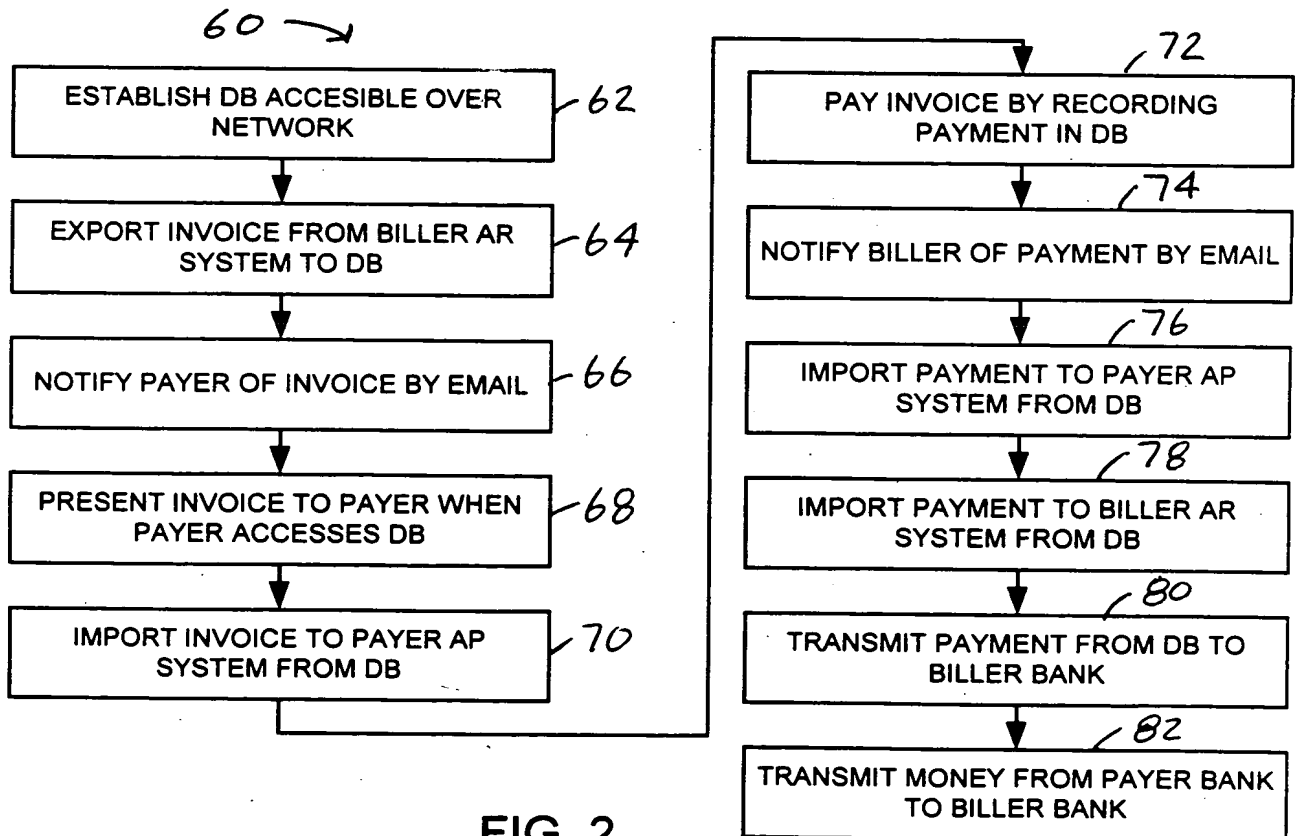 60
ESTABLISH DB ACCESIBLE OVER
NETWORK
62
EXPORT INVOICE FROM BILLER AR
SYSTEM TO DB
64
NOTIFY PAYER OF INVOICE BY EMAIL
66
PRESENT INVOICE TO PAYER WHEN
PAYER ACCESSES DB
68
IMPORT INVOICE TO PAYER AP
SYSTEM FROM DB
70
72
PAY INVOICE BY RECORDING
PAYMENT IN DB
74
NOTIFY BILLER OF PAYMENT BY EMAIL
76
IMPORT PAYMENT TO PAYER AP
SYSTEM FROM DB
78
IMPORT PAYMENT TO BILLER AR
SYSTEM FROM DB
80
TRANSMIT PAYMENT FROM DB TO
BILLER BANK
82
TRANSMIT MONEY FROM PAYER BANK
TO BILLER BANK
FIG. 2